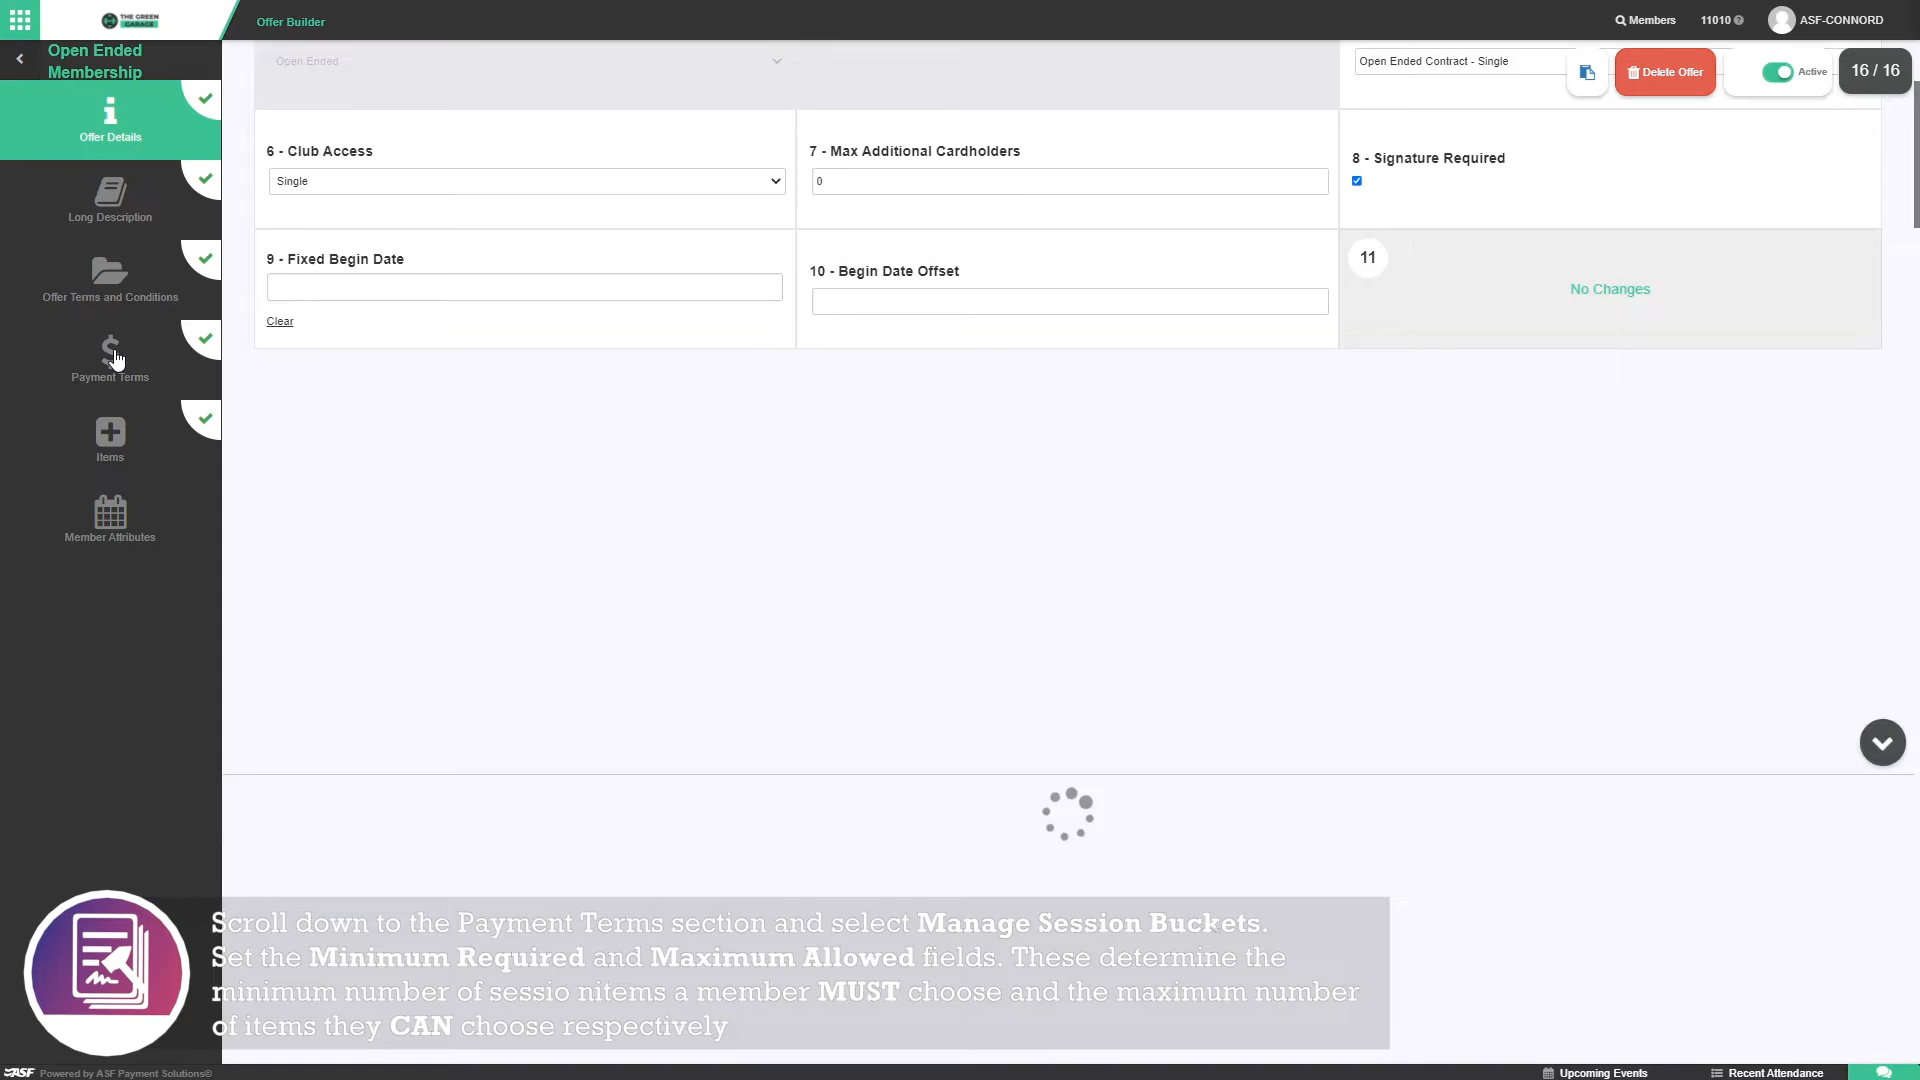 THE GREEN
GARAGE
Offer Builder
Members
11010
ASF-CONNORD
Open Ended
Membership
Open Ended
Open Ended Contract - Single
Delete Offer
Active
16 / 16
Offer Details
6 - Club Access
Single
7 - Max Additional Cardholders
0
8 - Signature Required
Long Description
9 - Fixed Begin Date
Clear
10 - Begin Date Offset
11
No Changes
Offer Terms and Conditions
Payment Terms
Items
Member Attributes
Scroll down to the Payment Terms section and select Manage Session Buckets.
Set the Minimum Required and Maximum Allowed fields. These determine the
minimum number of sessio nitems a member MUST choose and the maximum number
of items they CAN choose respectively
ASF Powered by ASF Payment Solutions®
Upcoming Events
Recent Attendance